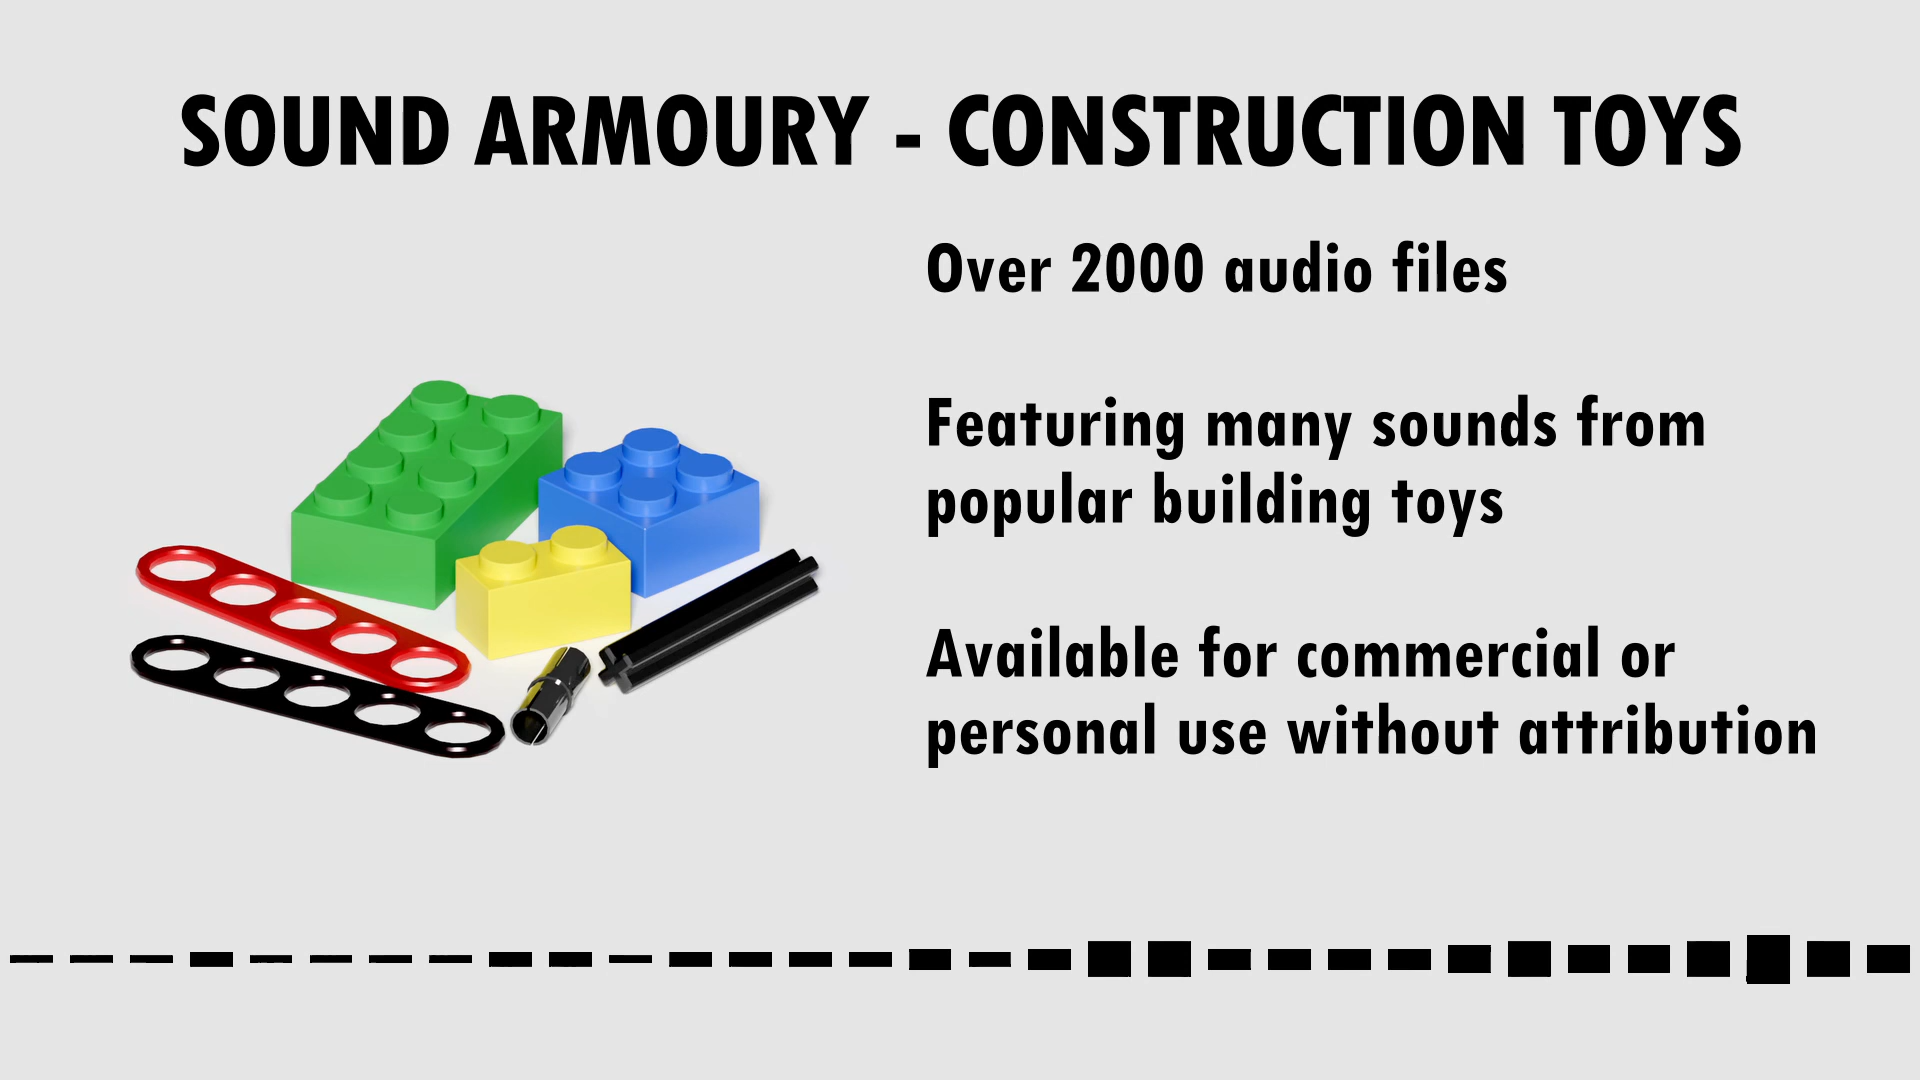 SOUND ARMOURY - CONSTRUCTION TOYS
Over 2000 audio files
Featuring many sounds from
popular building toys
Available for commercial or
personal use without attribution